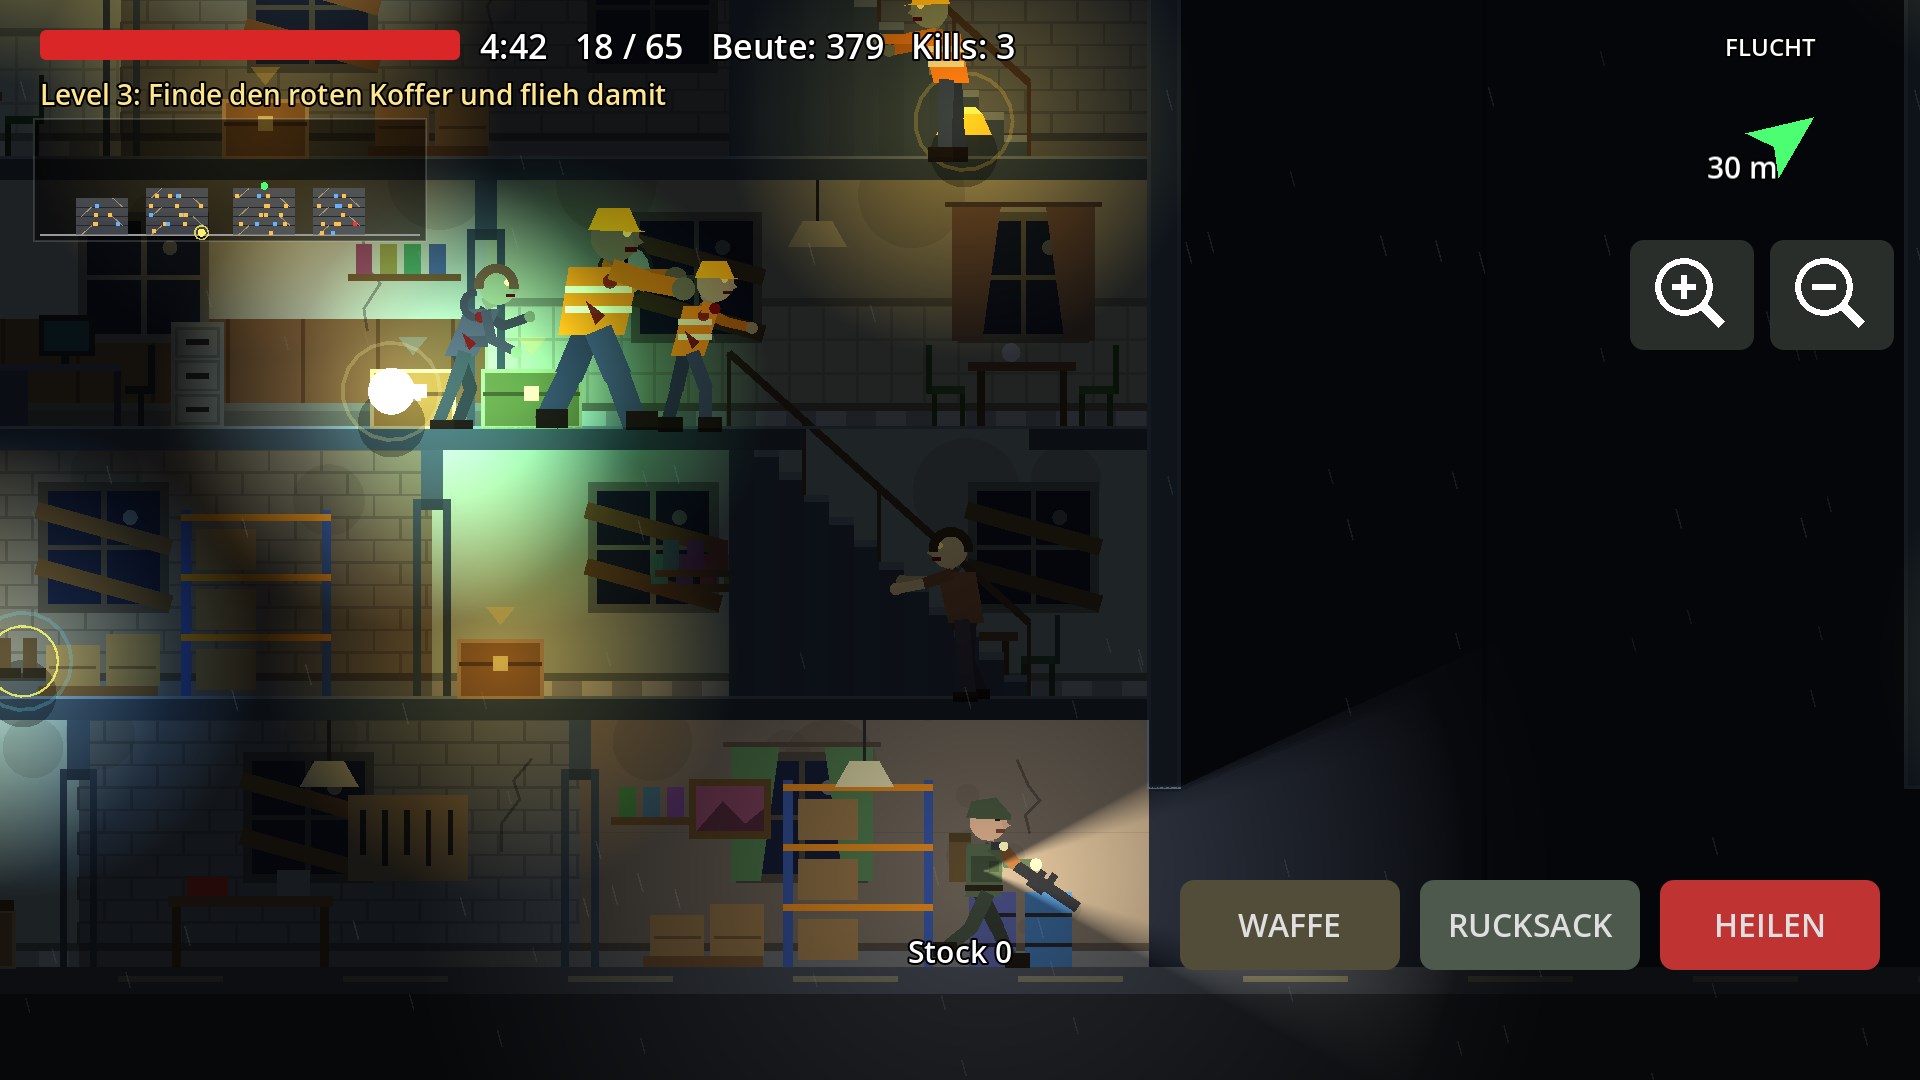 4:42 18 / 65 Beute: 379 Kills: 3
FLUCHT
Level 3: Finde den roten Koffer und flieh damit
30 m
WAFFE
RUCKSACK
HEILEN
Stock 0